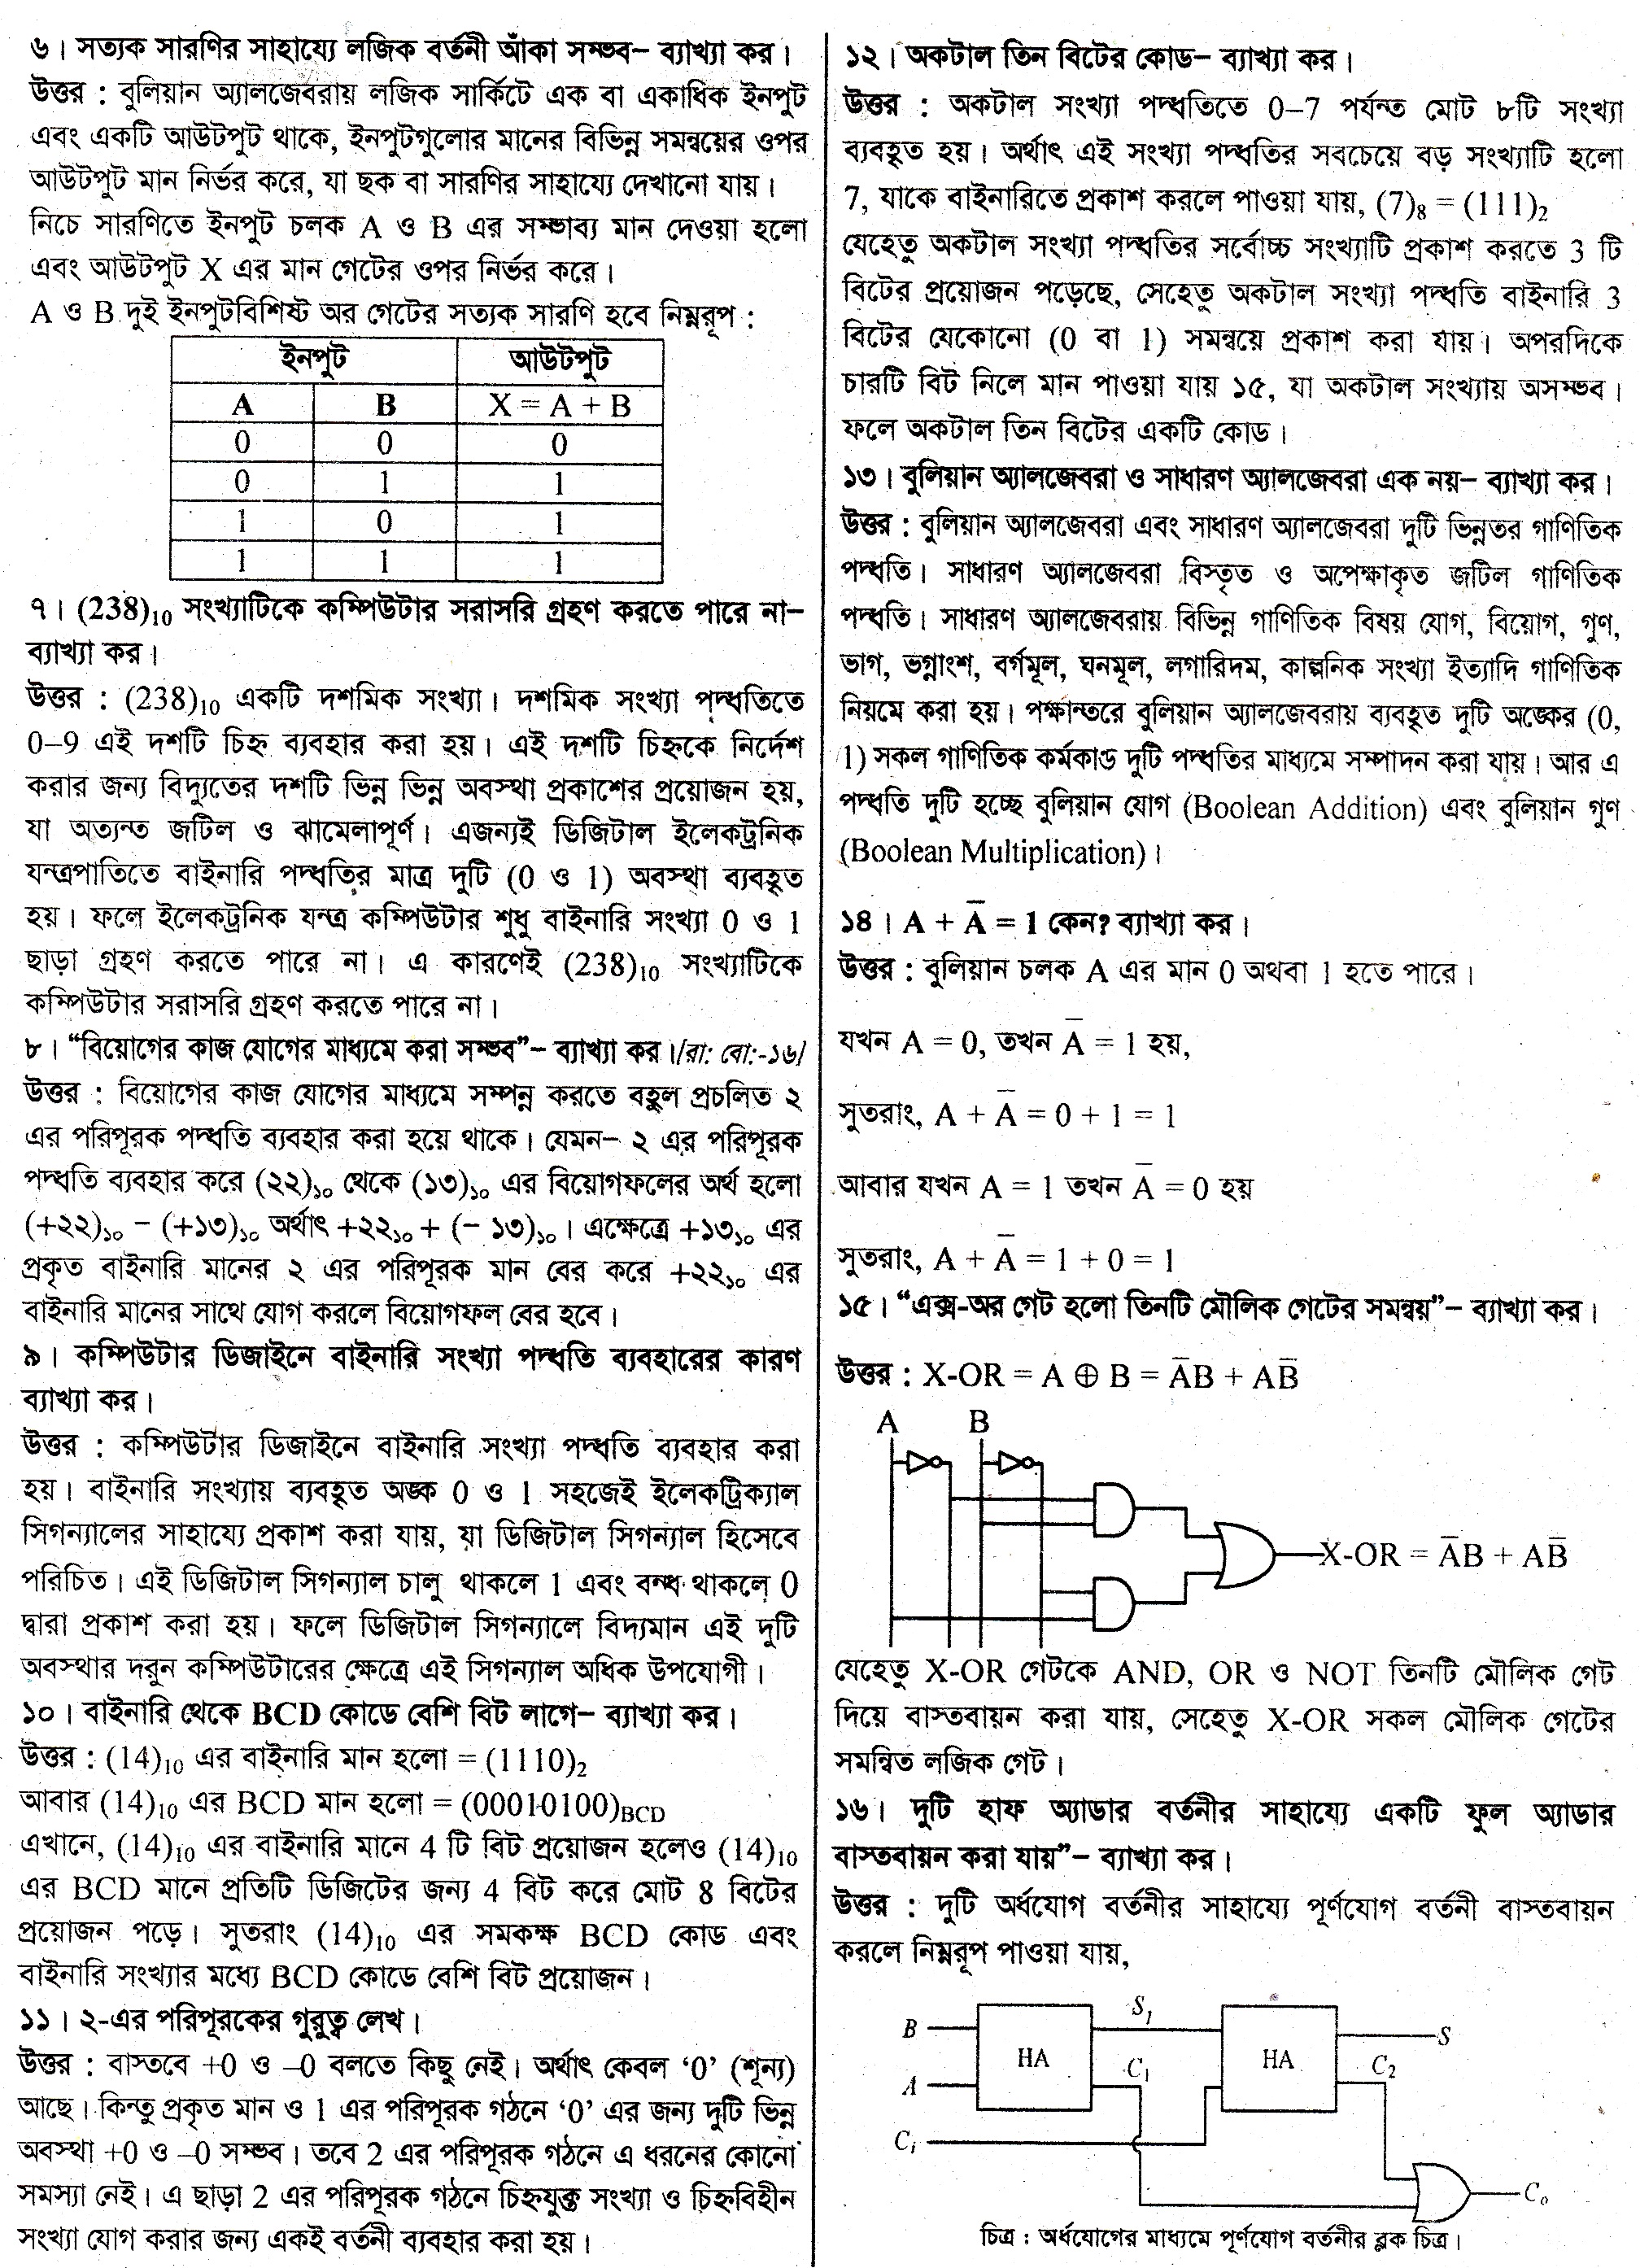 ৬। সত্যক সারণির সাহায্যে লজিক বর্তনী আঁকা সম্ভব– ব্যাখ্যা কর।
উত্তর : বুলিয়ান অ্যালজেবরায় লজিক সার্কিটে এক বা একাধিক ইনপুট
এবং একটি আউটপুট থাকে, ইনপুটগুলোর মানের বিভিন্ন সমন্বয়ের ওপর
আউটপুট মান নির্ভর করে, যা ছক বা সারণির সাহায্যে দেখানো যায়।
নিচে সারণিতে ইনপুট চলক A ও B এর সম্ভাব্য মান দেওয়া হলো
এবং আউটপুট X এর মান গেটের ওপর নির্ভর করে।
A ও B দুই ইনপুটবিশিষ্ট অর গেটের সত্যক সারণি হবে নিম্নরূপ :
ইনপুট আউটপুট
A B X = A + B
0 0 0
0 1 1
1 0 1
1 1 1
৭। (238)₁₀ সংখ্যাটিকে কম্পিউটার সরাসরি গ্রহণ করতে পারে না–
ব্যাখ্যা কর।
উত্তর : (238)₁₀ একটি দশমিক সংখ্যা। দশমিক সংখ্যা পদ্ধতিতে
0–9 এই দশটি চিহ্ন ব্যবহার করা হয়। এই দশটি চিহ্নকে নির্দেশ
করার জন্য বিদ্যুতের দশটি ভিন্ন ভিন্ন অবস্থা প্রকাশের প্রয়োজন হয়,
যা অত্যন্ত জটিল ও ঝামেলাপূর্ণ। এজন্যই ডিজিটাল ইলেকট্রনিক
যন্ত্রপাতিতে বাইনারি পদ্ধতির মাত্র দুটি (0 ও 1) অবস্থা ব্যবহৃত
হয়। ফলে ইলেকট্রনিক যন্ত্র কম্পিউটার শুধু বাইনারি সংখ্যা 0 ও 1
ছাড়া গ্রহণ করতে পারে না। এ কারণেই (238)₁₀ সংখ্যাটিকে
কম্পিউটার সরাসরি গ্রহণ করতে পারে না।
৮। “বিয়োগের কাজ যোগের মাধ্যমে করা সম্ভব”– ব্যাখ্যা কর।/রা: বো:-১৬/
উত্তর : বিয়োগের কাজ যোগের মাধ্যমে সম্পন্ন করতে বহুল প্রচলিত ২
এর পরিপূরক পদ্ধতি ব্যবহার করা হয়ে থাকে। যেমন– ২ এর পরিপূরক
পদ্ধতি ব্যবহার করে (২২)₁₀ থেকে (১৩)₁₀ এর বিয়োগফলের অর্থ হলো
(+২২)₁₀ – (+১৩)₁₀ অর্থাৎ +২২₁₀ + (– ১৩)₁₀। এক্ষেত্রে +১৩₁₀ এর
প্রকৃত বাইনারি মানের ২ এর পরিপূরক মান বের করে +২২₁₀ এর
বাইনারি মানের সাথে যোগ করলে বিয়োগফল বের হবে।
৯। কম্পিউটার ডিজাইনে বাইনারি সংখ্যা পদ্ধতি ব্যবহারের কারণ
ব্যাখ্যা কর।
উত্তর : কম্পিউটার ডিজাইনে বাইনারি সংখ্যা পদ্ধতি ব্যবহার করা
হয়। বাইনারি সংখ্যায় ব্যবহৃত অঙ্ক 0 ও 1 সহজেই ইলেকট্রিক্যাল
সিগন্যালের সাহায্যে প্রকাশ করা যায়, যা ডিজিটাল সিগন্যাল হিসেবে
পরিচিত। এই ডিজিটাল সিগন্যাল চালু থাকলে 1 এবং বন্ধ থাকলে 0
দ্বারা প্রকাশ করা হয়। ফলে ডিজিটাল সিগন্যালে বিদ্যমান এই দুটি
অবস্থার দরুন কম্পিউটারের ক্ষেত্রে এই সিগন্যাল অধিক উপযোগী।
১০। বাইনারি থেকে BCD কোডে বেশি বিট লাগে– ব্যাখ্যা কর।
উত্তর : (14)₁₀ এর বাইনারি মান হলো = (1110)₂
আবার (14)₁₀ এর BCD মান হলো = (00010100)BCD
এখানে, (14)₁₀ এর বাইনারি মানে 4 টি বিট প্রয়োজন হলেও (14)₁₀
এর BCD মানে প্রতিটি ডিজিটের জন্য 4 বিট করে মোট 8 বিটের
প্রয়োজন পড়ে। সুতরাং (14)₁₀ এর সমকক্ষ BCD কোড এবং
বাইনারি সংখ্যার মধ্যে BCD কোডে বেশি বিট প্রয়োজন।
১১। ২-এর পরিপূরকের গুরুত্ব লেখ।
উত্তর : বাস্তবে +0 ও –0 বলতে কিছু নেই। অর্থাৎ কেবল ‘0’ (শূন্য)
আছে। কিন্তু প্রকৃত মান ও 1 এর পরিপূরক গঠনে ‘0’ এর জন্য দুটি ভিন্ন
অবস্থা +0 ও –0 সম্ভব। তবে 2 এর পরিপূরক গঠনে এ ধরনের কোনো
সমস্যা নেই। এ ছাড়া 2 এর পরিপূরক গঠনে চিহ্নযুক্ত সংখ্যা ও চিহ্নবিহীন
সংখ্যা যোগ করার জন্য একই বর্তনী ব্যবহার করা হয়।
১২। অকটাল তিন বিটের কোড– ব্যাখ্যা কর।
উত্তর : অকটাল সংখ্যা পদ্ধতিতে 0–7 পর্যন্ত মোট ৮টি সংখ্যা
ব্যবহৃত হয়। অর্থাৎ এই সংখ্যা পদ্ধতির সবচেয়ে বড় সংখ্যাটি হলো
7, যাকে বাইনারিতে প্রকাশ করলে পাওয়া যায়, (7)₈ = (111)₂
যেহেতু অকটাল সংখ্যা পদ্ধতির সর্বোচ্চ সংখ্যাটি প্রকাশ করতে 3 টি
বিটের প্রয়োজন পড়েছে, সেহেতু অকটাল সংখ্যা পদ্ধতি বাইনারি 3
বিটের যেকোনো (0 বা 1) সমন্বয়ে প্রকাশ করা যায়। অপরদিকে
চারটি বিট নিলে মান পাওয়া যায় ১৫, যা অকটাল সংখ্যায় অসম্ভব।
ফলে অকটাল তিন বিটের একটি কোড।
১৩। বুলিয়ান অ্যালজেবরা ও সাধারণ অ্যালজেবরা এক নয়– ব্যাখ্যা কর।
উত্তর : বুলিয়ান অ্যালজেবরা এবং সাধারণ অ্যালজেবরা দুটি ভিন্নতর গাণিতিক
পদ্ধতি। সাধারণ অ্যালজেবরা বিস্তৃত ও অপেক্ষাকৃত জটিল গাণিতিক
পদ্ধতি। সাধারণ অ্যালজেবরায় বিভিন্ন গাণিতিক বিষয় যোগ, বিয়োগ, গুণ,
ভাগ, ভগ্নাংশ, বর্গমূল, ঘনমূল, লগারিদম, কাল্পনিক সংখ্যা ইত্যাদি গাণিতিক
নিয়মে করা হয়। পক্ষান্তরে বুলিয়ান অ্যালজেবরায় ব্যবহৃত দুটি অঙ্কের (0,
1) সকল গাণিতিক কর্মকাণ্ড দুটি পদ্ধতির মাধ্যমে সম্পাদন করা যায়। আর এ
পদ্ধতি দুটি হচ্ছে বুলিয়ান যোগ (Boolean Addition) এবং বুলিয়ান গুণ
(Boolean Multiplication)।
১৪। A + A̅ = 1 কেন? ব্যাখ্যা কর।
উত্তর : বুলিয়ান চলক A এর মান 0 অথবা 1 হতে পারে।
যখন A = 0, তখন A̅ = 1 হয়,
সুতরাং, A + A̅ = 0 + 1 = 1
আবার যখন A = 1 তখন A̅ = 0 হয়
সুতরাং, A + A̅ = 1 + 0 = 1
১৫। “এক্স-অর গেট হলো তিনটি মৌলিক গেটের সমন্বয়”– ব্যাখ্যা কর।
উত্তর : X-OR = A ⊕ B = A̅B + AB̅
A B
X-OR = A̅B + AB̅
যেহেতু X-OR গেটকে AND, OR ও NOT তিনটি মৌলিক গেট
দিয়ে বাস্তবায়ন করা যায়, সেহেতু X-OR সকল মৌলিক গেটের
সমন্বিত লজিক গেট।
১৬। দুটি হাফ অ্যাডার বর্তনীর সাহায্যে একটি ফুল অ্যাডার
বাস্তবায়ন করা যায়”– ব্যাখ্যা কর।
উত্তর : দুটি অর্ধযোগ বর্তনীর সাহায্যে পূর্ণযোগ বর্তনী বাস্তবায়ন
করলে নিম্নরূপ পাওয়া যায়,
B S₁ S
HA HA
A C₁ C₂
Cᵢ
Cₒ
চিত্র : অর্ধযোগের মাধ্যমে পূর্ণযোগ বর্তনীর ব্লক চিত্র।